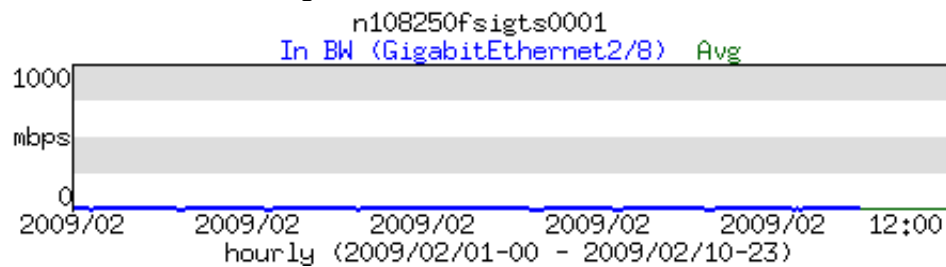 n108250fsigts0001
In BW (GigabitEthernet2/8) Avg
1000
mbps
0
2009/02 2009/02 2009/02 2009/02 2009/02 12:00
hourly (2009/02/01-00 - 2009/02/10-23)